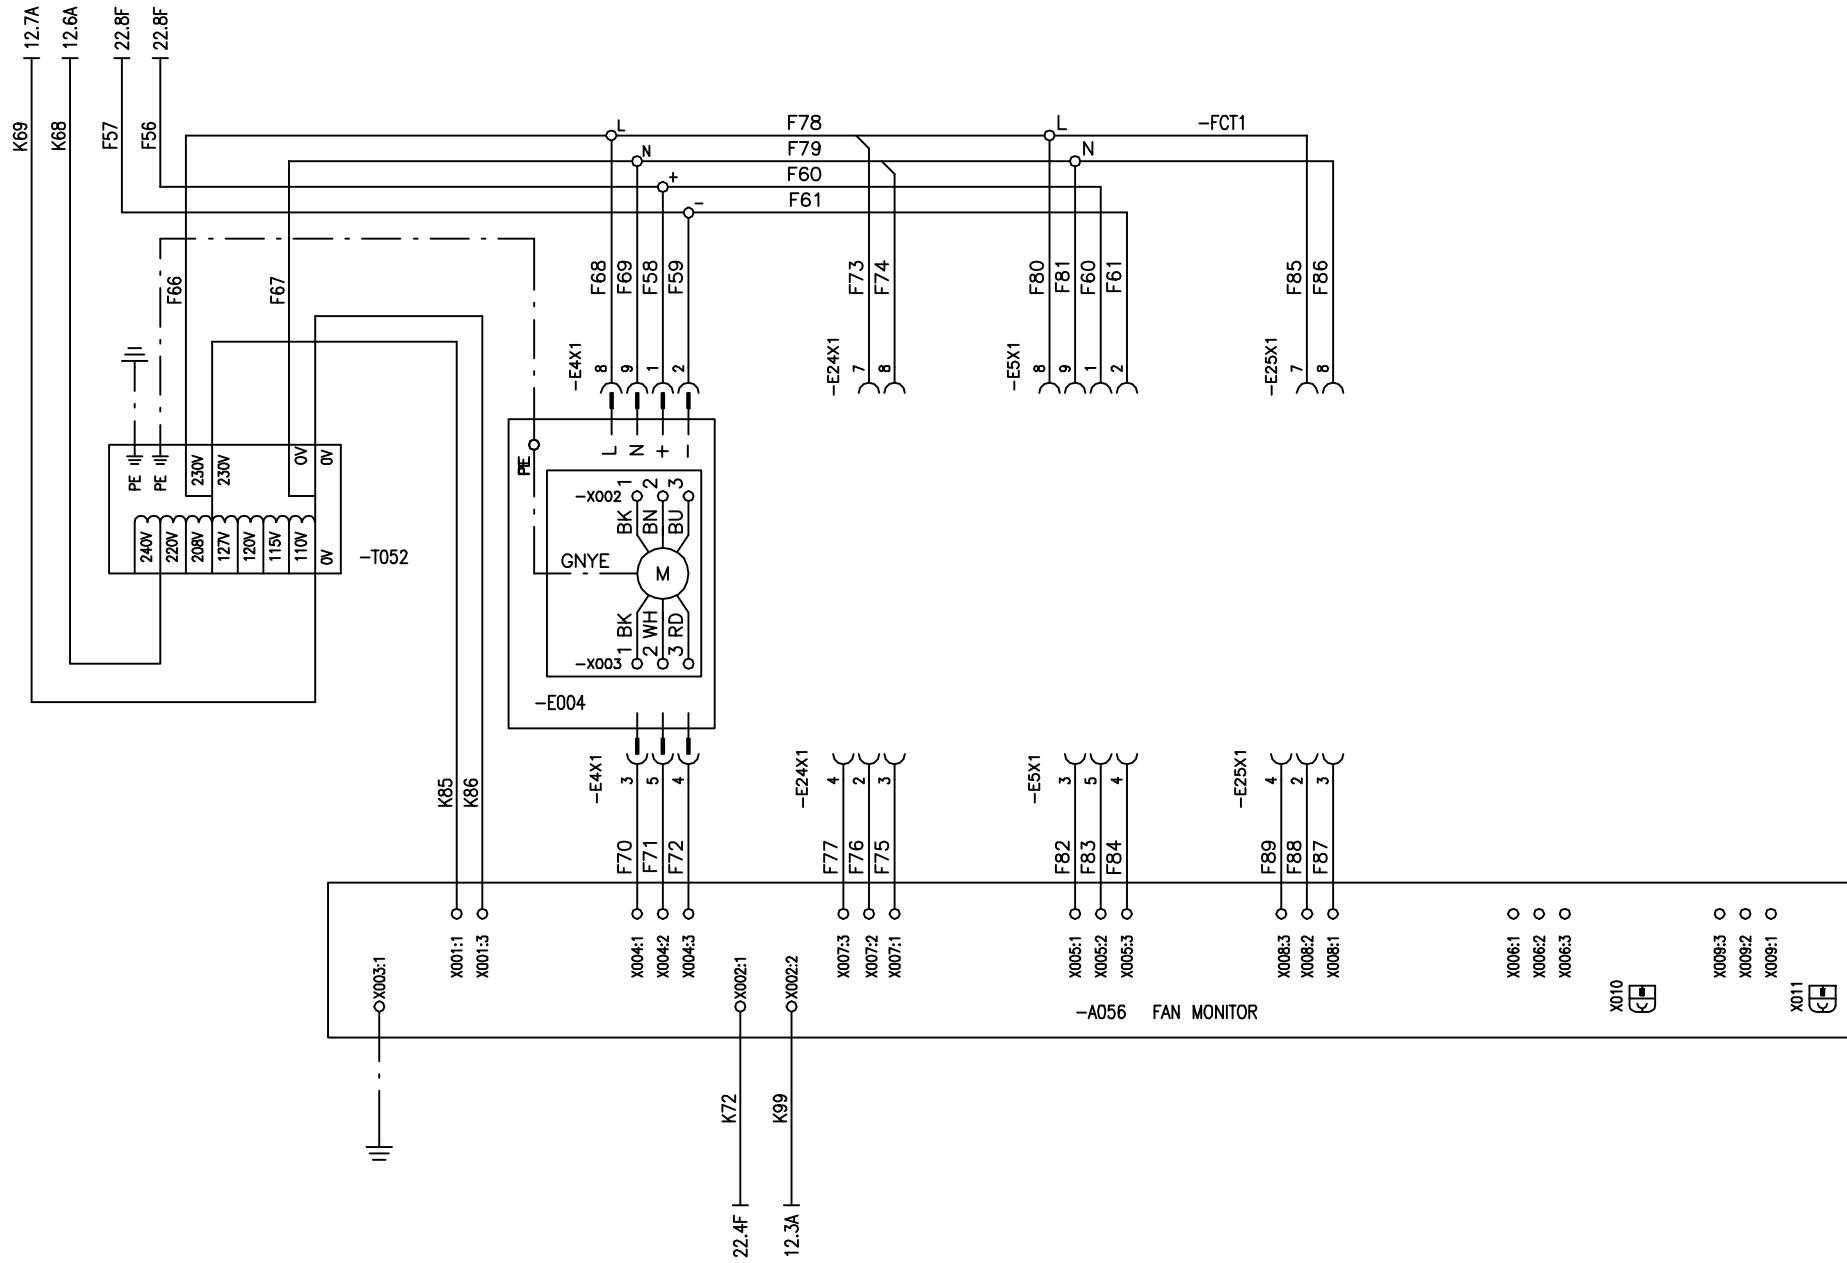 12.7A 12.6A 22.8F 22.8F
K69 K68 F57 F56
L F78 L -FCT1
N F79 N
+ F60
- F61
F66 F67 F68 F69 F58 F59 F73 F74 F80 F81 F60 F61 F85 F86
-E4X1 8 9 1 2
-E24X1 7 8
-E5X1 8 9 1 2
-E25X1 7 8
PE PE 230V 230V 0V 0V
240V 220V 208V 127V 120V 115V 110V 0V
-T052
PE L N + -
-X002 1 2 3
BK BN BU
GNYE M
BK WH RD
-X003 1 2 3
-E004
K85 K86
-E4X1 3 5 4
-E24X1 4 2 3
-E5X1 3 5 4
-E25X1 4 2 3
F70 F71 F72 F77 F76 F75 F82 F83 F84 F89 F88 F87
X001:1 X001:3 X004:1 X004:2 X004:3 X007:3 X007:2 X007:1 X005:1 X005:2 X005:3 X008:3 X008:2 X008:1 X006:1 X006:2 X006:3 X009:3 X009:2 X009:1
X003:1 X002:1 X002:2
-A056 FAN MONITOR
X010 X011
K72 K99
22.4F 12.3A